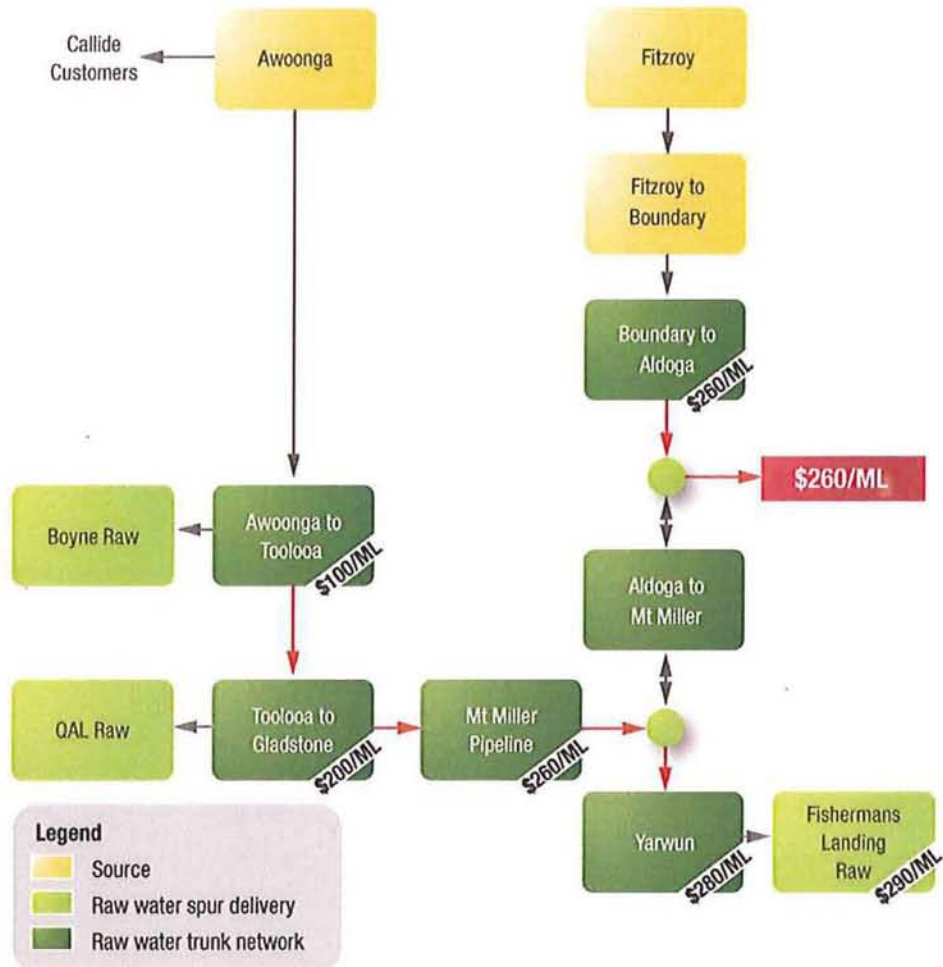 Callide
Customers
Awoonga
Fitzroy
Fitzroy to
Boundary
Boundary to
Aldoga
$260/ML
$260/ML
Boyne Raw
Awoonga to
Toolooa
$100/ML
Aldoga to
Mt Miller
QAL Raw
Toolooa to
Gladstone
$200/ML
Mt Miller
Pipeline
$260/ML
Yarwun
$280/ML
Fishermans
Landing
Raw
$290/ML
Legend
Source
Raw water spur delivery
Raw water trunk network